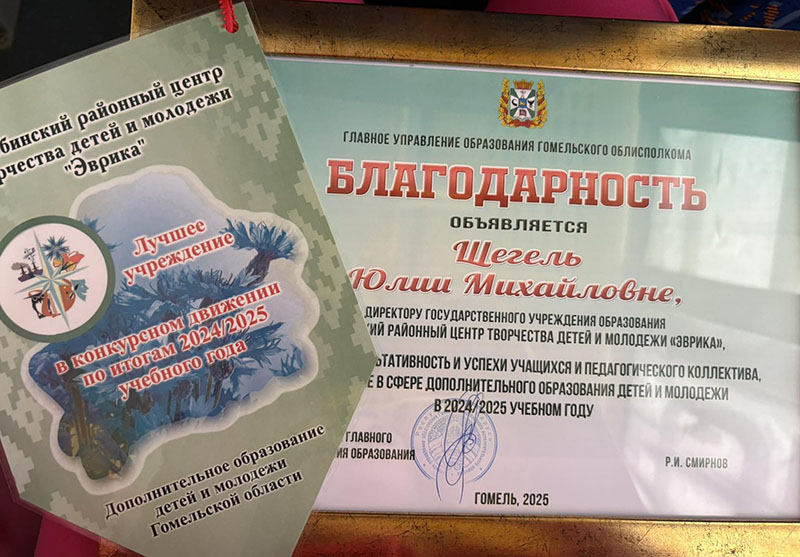 бинский районный центр
рчества детей и молодежи
"Эврика"
Лучшее
учреждение
в конкурсном движении
по итогам 2024/2025
учебного года
Дополнительное образование
детей и молодежи
Гомельской области
ГЛАВНОЕ УПРАВЛЕНИЕ ОБРАЗОВАНИЯ ГОМЕЛЬСКОГО ОБЛИСПОЛКОМА
БЛАГОДАРНОСТЬ
ОБЪЯВЛЯЕТСЯ
Щегель
Юлии Михайловне,
ДИРЕКТОРУ ГОСУДАРСТВЕННОГО УЧРЕЖДЕНИЯ ОБРАЗОВАНИЯ
КИЙ РАЙОННЫЙ ЦЕНТР ТВОРЧЕСТВА ДЕТЕЙ И МОЛОДЕЖИ «ЭВРИКА»,
ЬТАТИВНОСТЬ И УСПЕХИ УЧАЩИХСЯ И ПЕДАГОГИЧЕСКОГО КОЛЛЕКТИВА,
Е В СФЕРЕ ДОПОЛНИТЕЛЬНОГО ОБРАЗОВАНИЯ ДЕТЕЙ И МОЛОДЕЖИ
В 2024/2025 УЧЕБНОМ ГОДУ
ГЛАВНОГО
ИЯ ОБРАЗОВАНИЯ
Р.И. СМИРНОВ
ГОМЕЛЬ, 2025